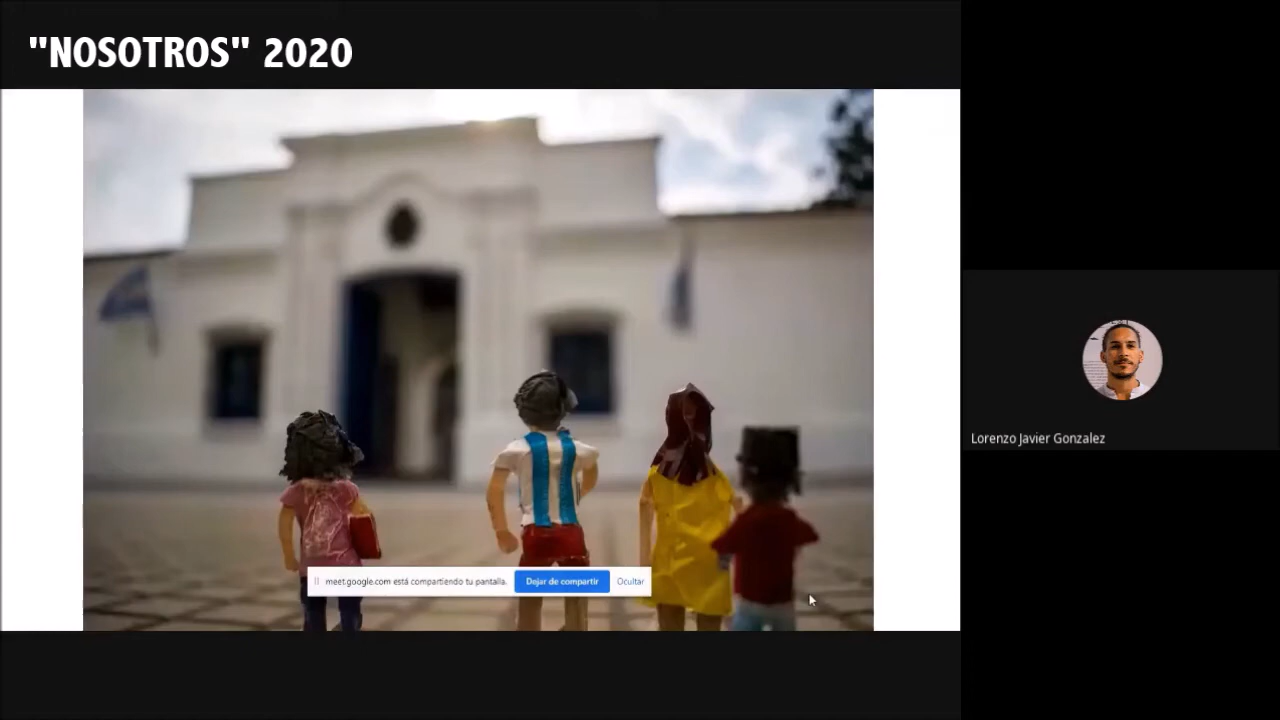 "NOSOTROS" 2020
meet.google.com está compartiendo tu pantalla.
Dejar de compartir
Ocultar
Lorenzo Javier Gonzalez